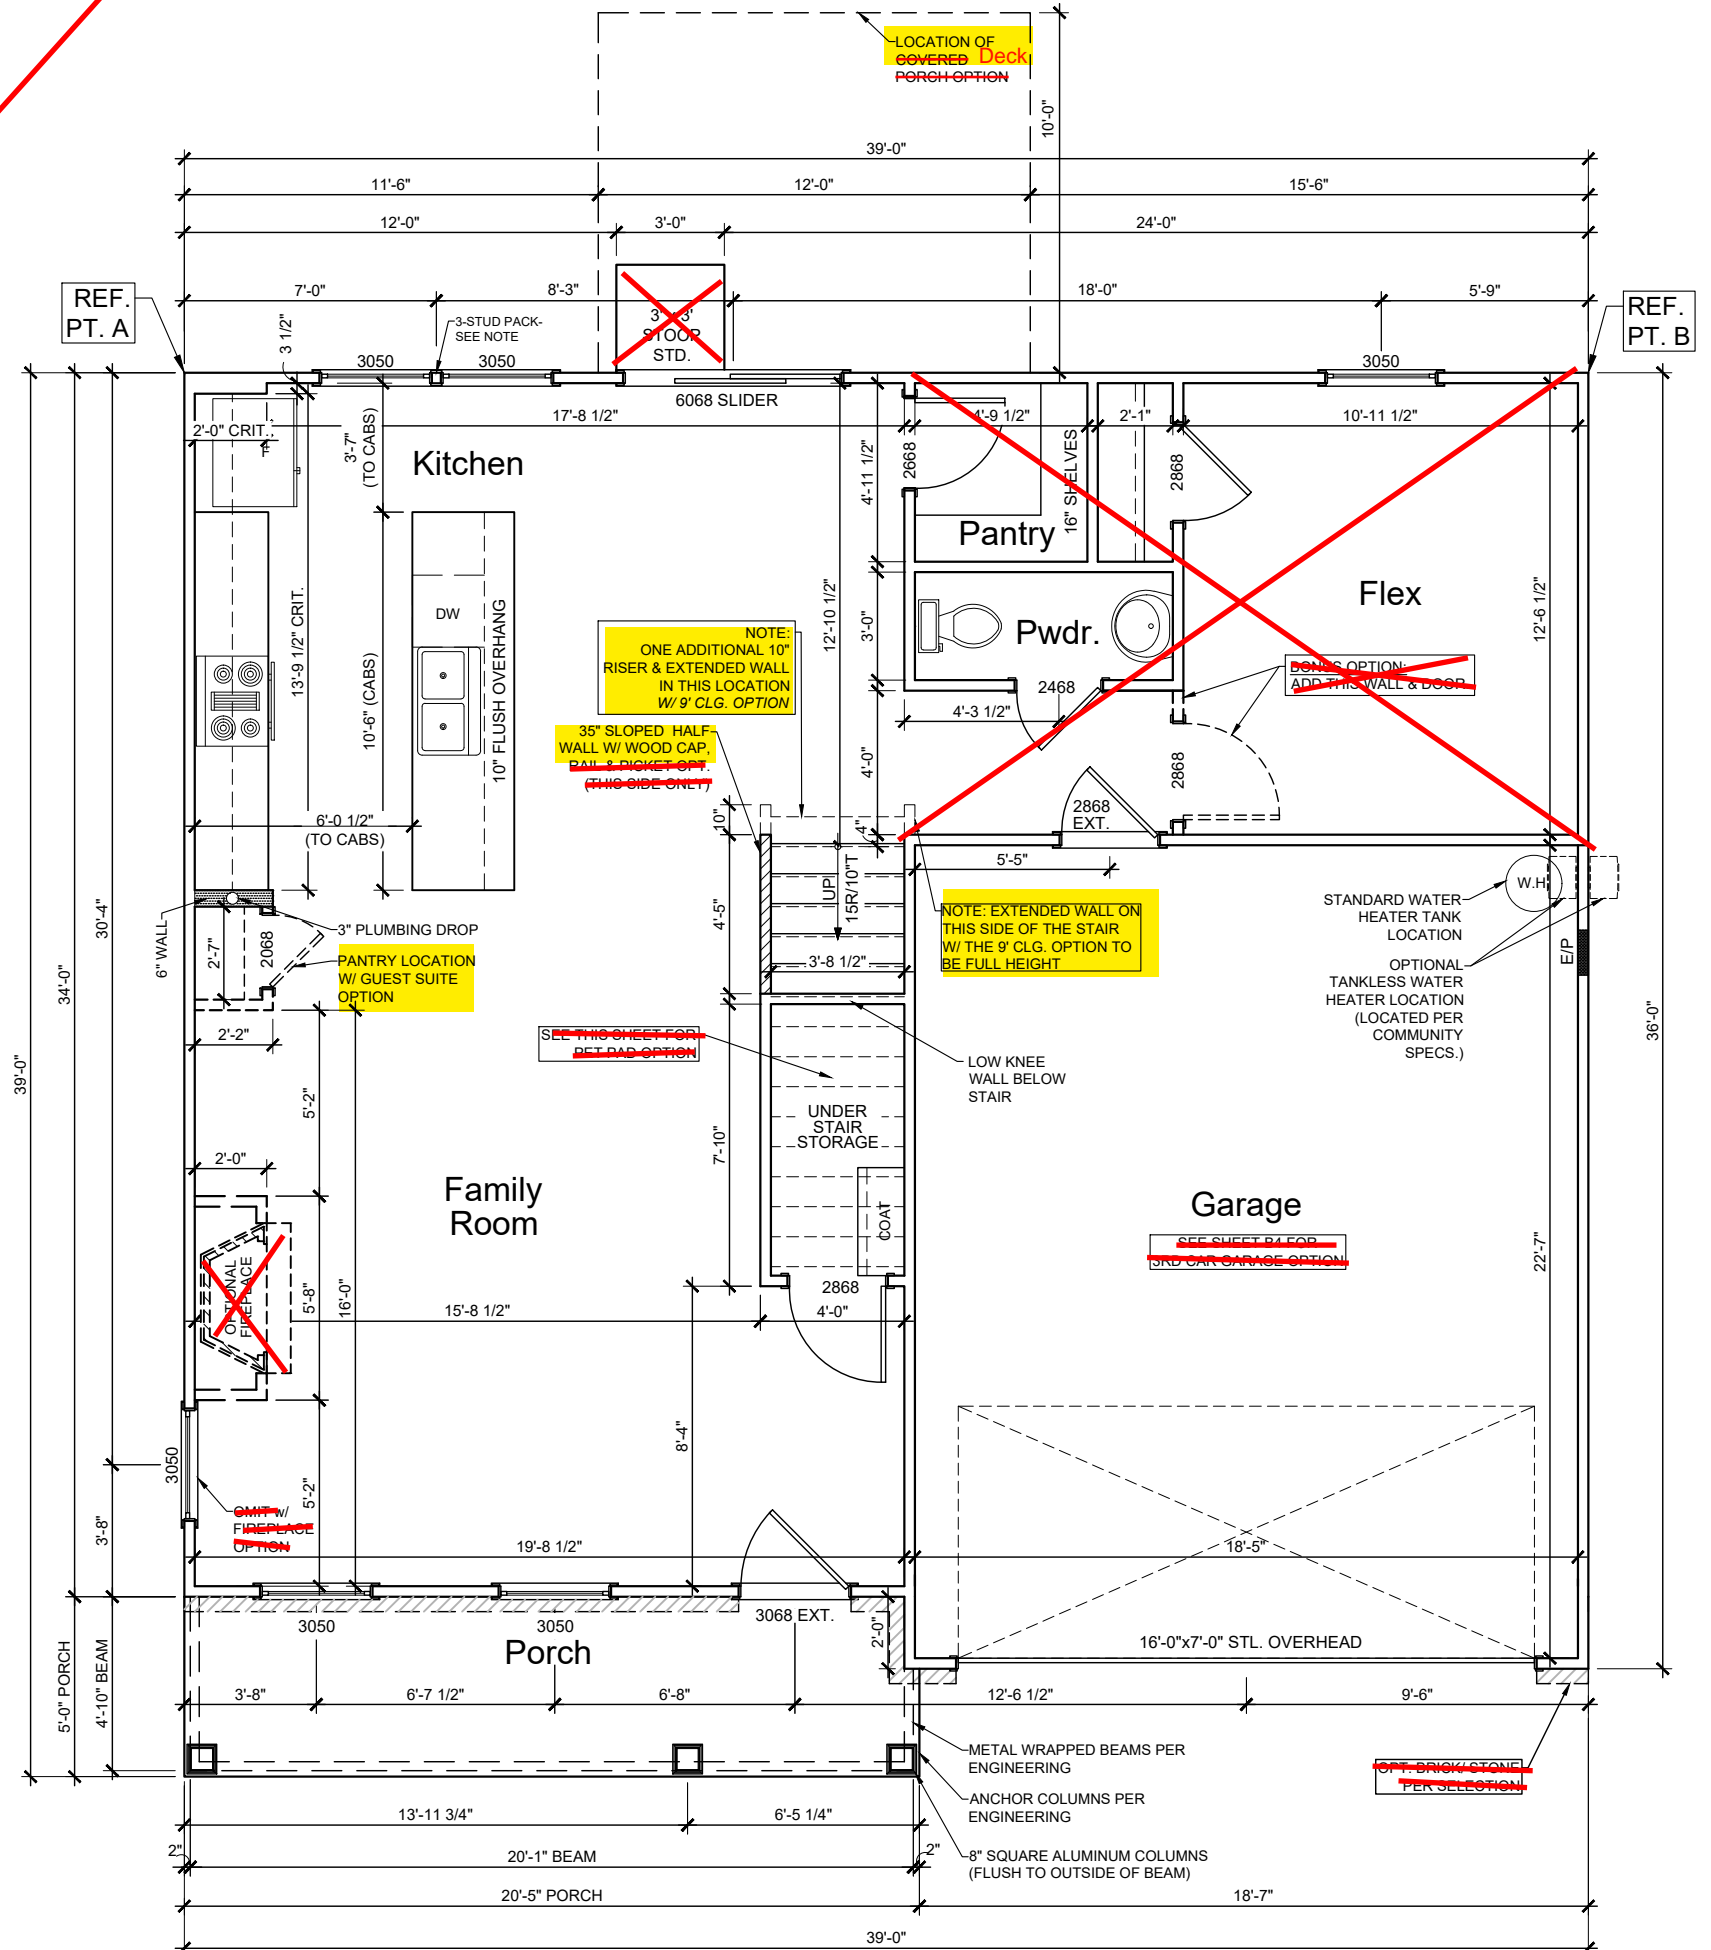 LOCATION OF
COVERED Deck
PORCH OPTION
10'-0"
39'-0"
11'-6"
12'-0"
15'-6"
12'-0"
3'-0"
24'-0"
REF.
PT. A
7'-0"
8'-3"
18'-0"
5'-9"
REF.
PT. B
3 1/2"
3-STUD PACK-
SEE NOTE
STOOP
STD.
3050
3050
3050
6068 SLIDER
2'-0" CRIT.
17'-8 1/2"
4'-9 1/2"
2'-1"
10'-11 1/2"
3'-7"
(TO CABS)
Kitchen
4'-11 1/2"
2668
16" SHELVES
2868
Pantry
Flex
DW
13'-9 1/2" CRIT.
10'-6" (CABS)
10" FLUSH OVERHANG
12'-10 1/2"
3'-0"
Pwdr.
12'-6 1/2"
NOTE:
ONE ADDITIONAL 10"
RISER & EXTENDED WALL
IN THIS LOCATION
W/ 9' CLG. OPTION
BONUS OPTION:
ADD THIS WALL & DOOR
2468
4'-3 1/2"
35" SLOPED HALF
WALL W/ WOOD CAP,
RAIL & PICKET OPT.
(THIS SIDE ONLY)
4'-0"
2868
2868
EXT.
6'-0 1/2"
(TO CABS)
10"
4"
5'-5"
UP
15R/10"T
4'-5"
W.H
STANDARD WATER
HEATER TANK
LOCATION
NOTE: EXTENDED WALL ON
THIS SIDE OF THE STAIR
W/ THE 9' CLG. OPTION TO
BE FULL HEIGHT
6" WALL
3" PLUMBING DROP
2'-7"
2068
PANTRY LOCATION
W/ GUEST SUITE
OPTION
3'-8 1/2"
E/P
OPTIONAL
TANKLESS WATER
HEATER LOCATION
(LOCATED PER
COMMUNITY
SPECS.)
30'-4"
34'-0"
39'-0"
36'-0"
2'-2"
SEE THIS SHEET FOR
PET PAD OPTION
LOW KNEE
WALL BELOW
STAIR
5'-2"
UNDER
STAIR
STORAGE
7'-10"
2'-0"
Family
Room
COAT
Garage
SEE SHEET B4 FOR
3RD CAR GARAGE OPTION
22'-7"
OPTIONAL
FIREPLACE
5'-8"
16'-0"
2868
15'-8 1/2"
4'-0"
8'-4"
3050
5'-2"
OMIT w/
FIREPLACE
OPTION
3'-8"
19'-8 1/2"
18'-5"
3050
3050
3068 EXT.
2'-0"
16'-0"x7'-0" STL. OVERHEAD
Porch
5'-0" PORCH
4'-10" BEAM
3'-8"
6'-7 1/2"
6'-8"
12'-6 1/2"
9'-6"
METAL WRAPPED BEAMS PER
ENGINEERING
OPT. BRICK/ STONE
PER SELECTION
ANCHOR COLUMNS PER
ENGINEERING
13'-11 3/4"
6'-5 1/4"
2"
20'-1" BEAM
2"
8" SQUARE ALUMINUM COLUMNS
(FLUSH TO OUTSIDE OF BEAM)
20'-5" PORCH
18'-7"
39'-0"